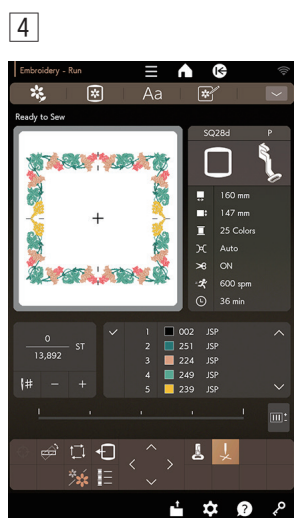 4
Embroidery - Run
Aa
Ready to Sew
SQ28d P
160 mm
147 mm
25 Colors
Auto
ON
600 spm
36 min
0
13,892 ST
1 002 JSP
2 251 JSP
3 224 JSP
4 249 JSP
5 239 JSP
# - +